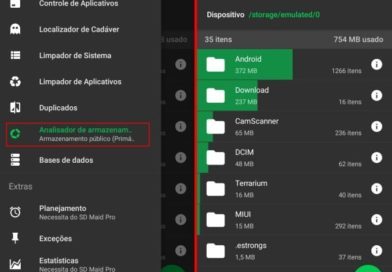 Controle de Aplicativos
Localizador de Cadáver
Limpador de Sistema
Limpador de Aplicativos
Duplicados
Analisador de armazenam..
Armazenamento público (Primá..
Bases de dados
Extras
Planejamento
Necessita do SD Maid Pro
Exceções
Estatísticas
Necessita do SD Maid Pro
usado
Dispositivo /storage/emulated/0
35 itens 754 MB usado
Android
372 MB 1266 itens
Download
237 MB 16 itens
CamScanner
65 MB 236 itens
DCIM
48 MB 62 itens
Terrarium
16 MB 40 itens
MIUI
15 MB 292 itens
.estrongs
1,5 MB 37 itens